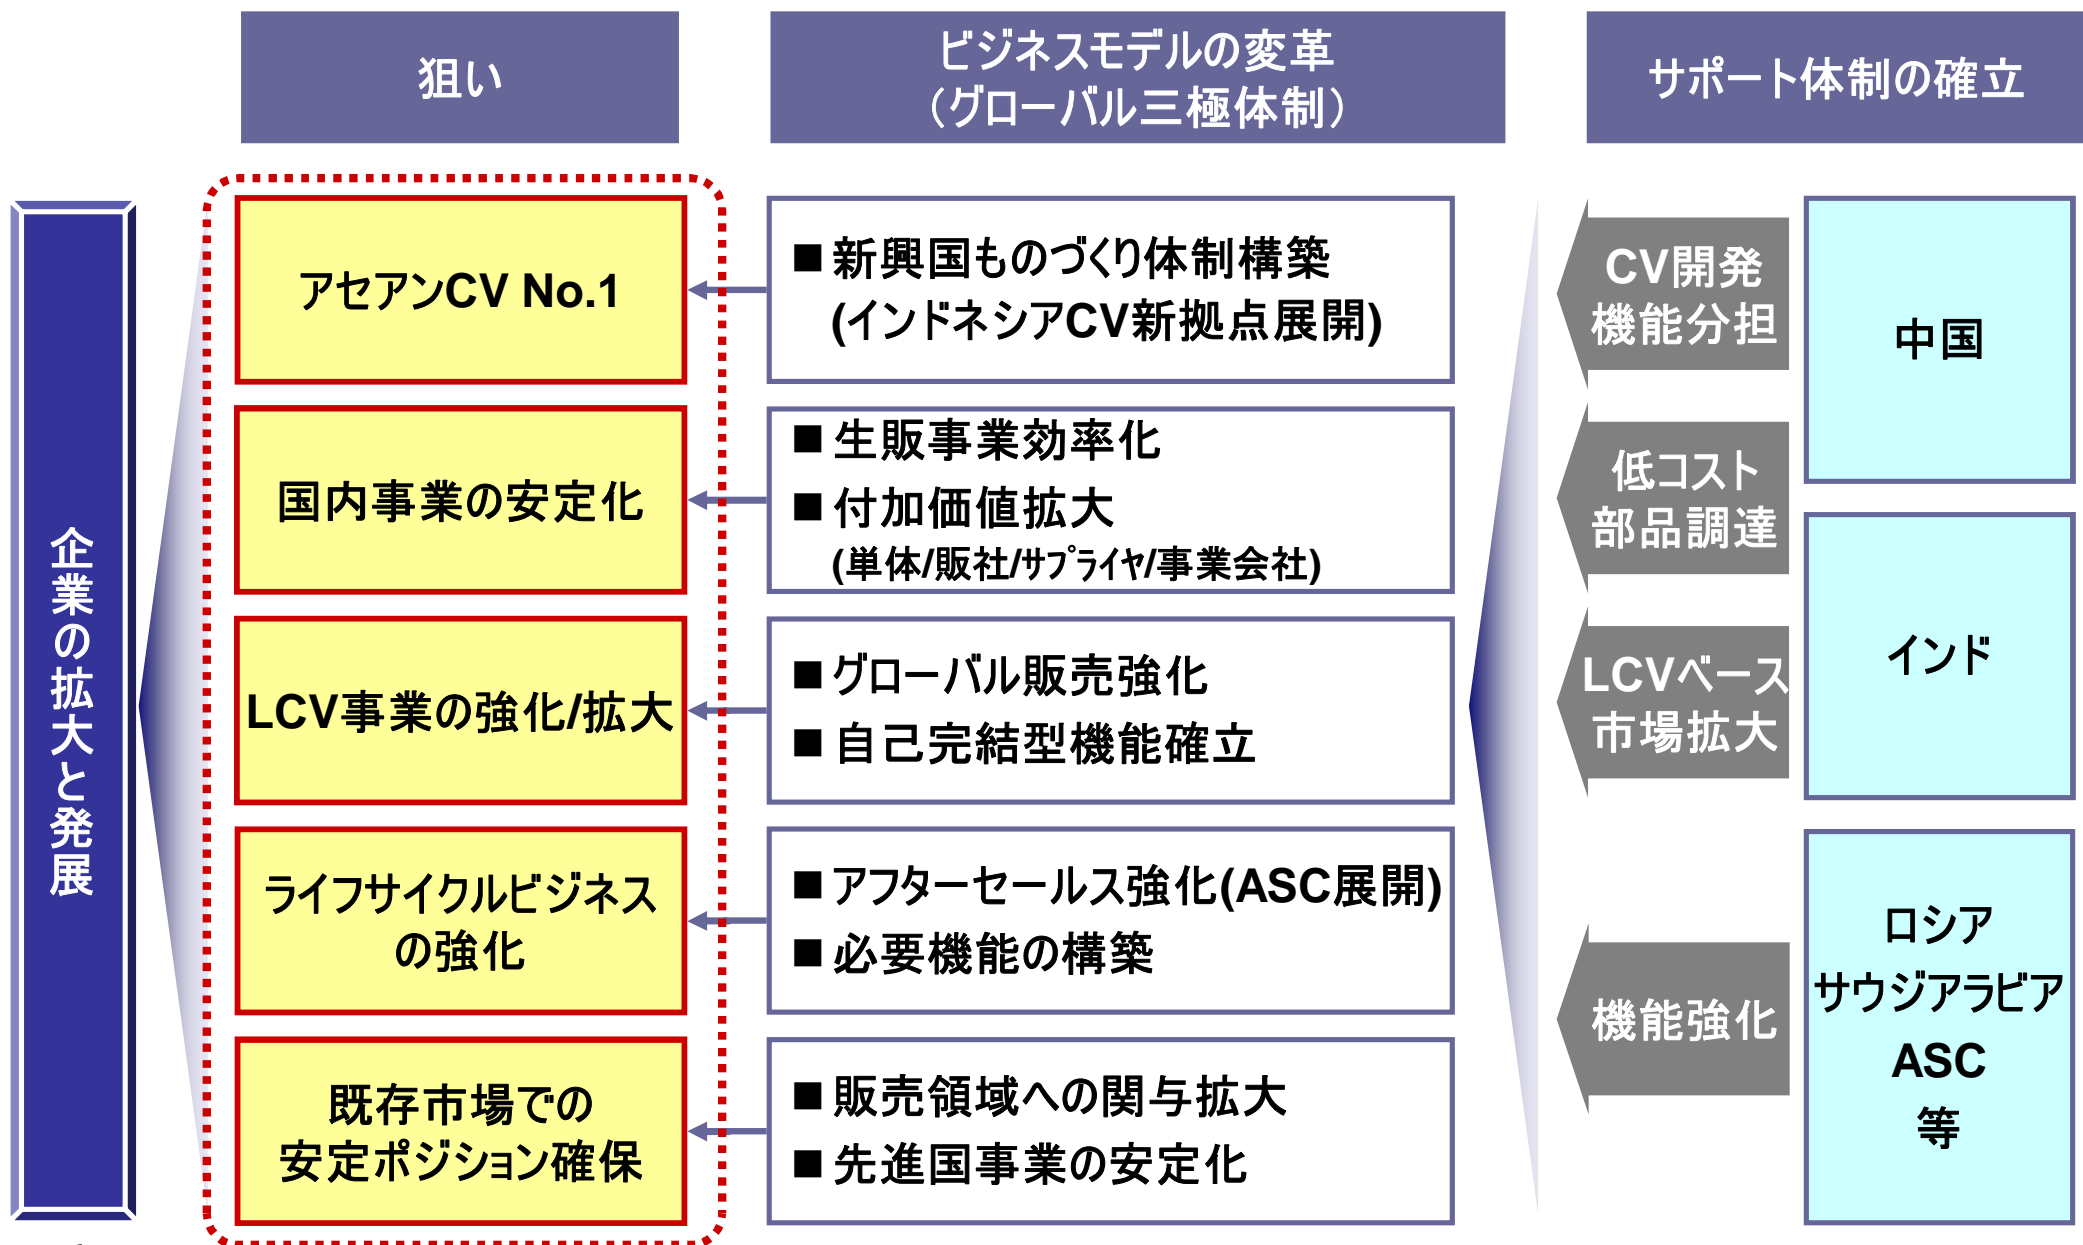 狙い
ビジネスモデルの変革
（グローバル三極体制）
サポート体制の確立
企業の拡大と発展
アセアンCV No.1
■ 新興国ものづくり体制構築
(インドネシアCV新拠点展開)
国内事業の安定化
■ 生販事業効率化
■ 付加価値拡大
(単体/販社/ｻﾌﾟﾗｲﾔ/事業会社)
LCV事業の強化/拡大
■ グローバル販売強化
■ 自己完結型機能確立
ライフサイクルビジネス
の強化
■ アフターセールス強化(ASC展開)
■ 必要機能の構築
既存市場での
安定ポジション確保
■ 販売領域への関与拡大
■ 先進国事業の安定化
CV開発
機能分担
低コスト
部品調達
LCVベース
市場拡大
機能強化
中国
インド
ロシア
サウジアラビア
ASC
等